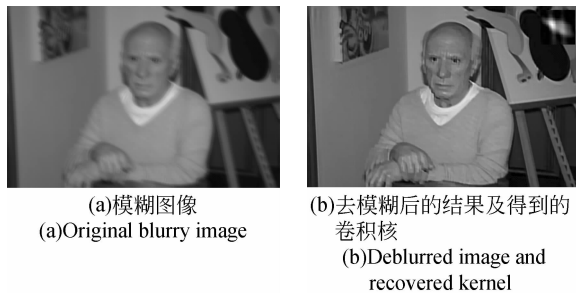 (a)模糊图像
(a)Original blurry image
(b)去模糊后的结果及得到的
卷积核
(b)Deblurred image and
recovered kernel